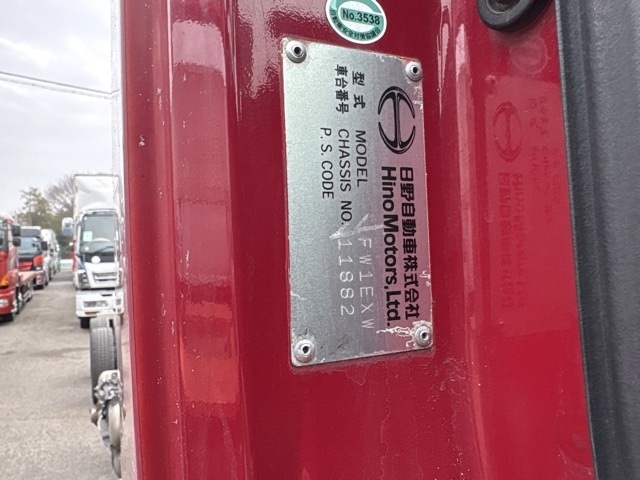 No.3538
日野自動車株式会社
Hino Motors,Ltd.
型式 MODEL FW1EXW
車台番号 CHASSIS NO. 11882
P.S.CODE